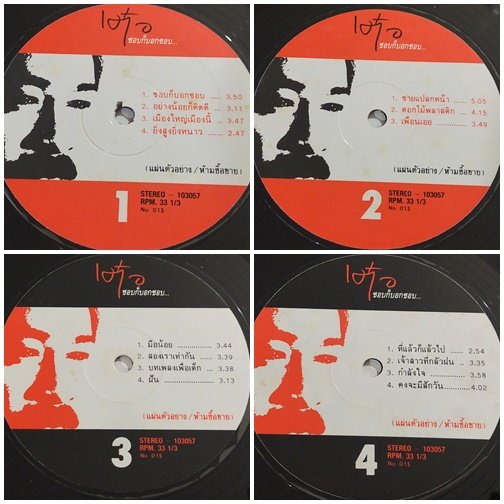 เต๋อ
ชอบก็บอกชอบ...
1. ชอบก็บอกชอบ ...... 3.50
2. อย่างน้อยก็คิดดี ...... 3.11
3. เมืองใหญ่เมืองนี้ .. 3.47
4. ยิ่งสูงยิ่งหนาว ...... 2.47
(แผ่นตัวอย่าง/ห้ามซื้อขาย)
1
STEREO - 103057
RPM. 33 1/3
No. 015
เต๋อ
ชอบก็บอกชอบ...
1. ชายแปลกหน้า ...... 5.05
2. ดอกไม้พลาสติก ... 4.15
3. เพื่อนเอย ............ 3.49
(แผ่นตัวอย่าง/ห้ามซื้อขาย)
2
STEREO - 103057
RPM. 33 1/3
No. 015
เต๋อ
ชอบก็บอกชอบ...
1. มือน้อย ................ 3.44
2. สองเราเท่ากัน ...... 3.39
3. บทเพลงเพื่อเด็ก ... 3.38
4. ฝัน ..................... 3.13
(แผ่นตัวอย่าง/ห้ามซื้อขาย)
3
STEREO - 103057
RPM. 33 1/3
No. 015
เต๋อ
ชอบก็บอกชอบ...
1. ที่แล้วก็แล้วไป ...... 2.54
2. เจ้าสาวที่กลัวฝน ... 3.35
3. กำลังใจ ............... 3.58
4. คงจะมีสักวัน.........4.02
(แผ่นตัวอย่าง/ห้ามซื้อขาย)
4
STEREO - 103057
RPM. 33 1/3
No. 015